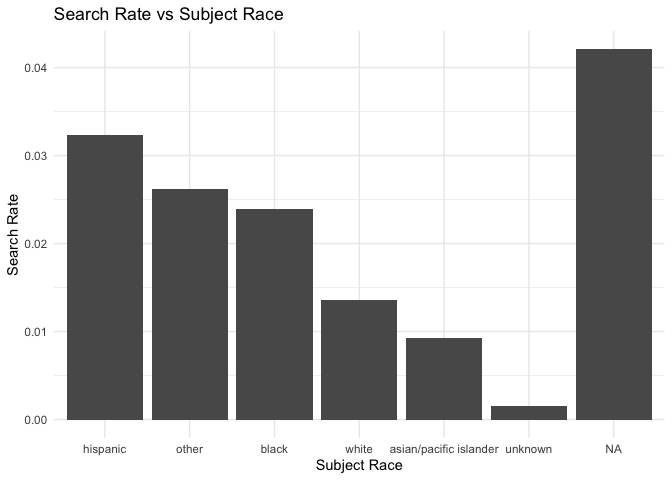 Search Rate vs Subject Race
0.04
0.03
0.02
0.01
0.00
Search Rate
hispanic other black white asian/pacific islander unknown NA
Subject Race